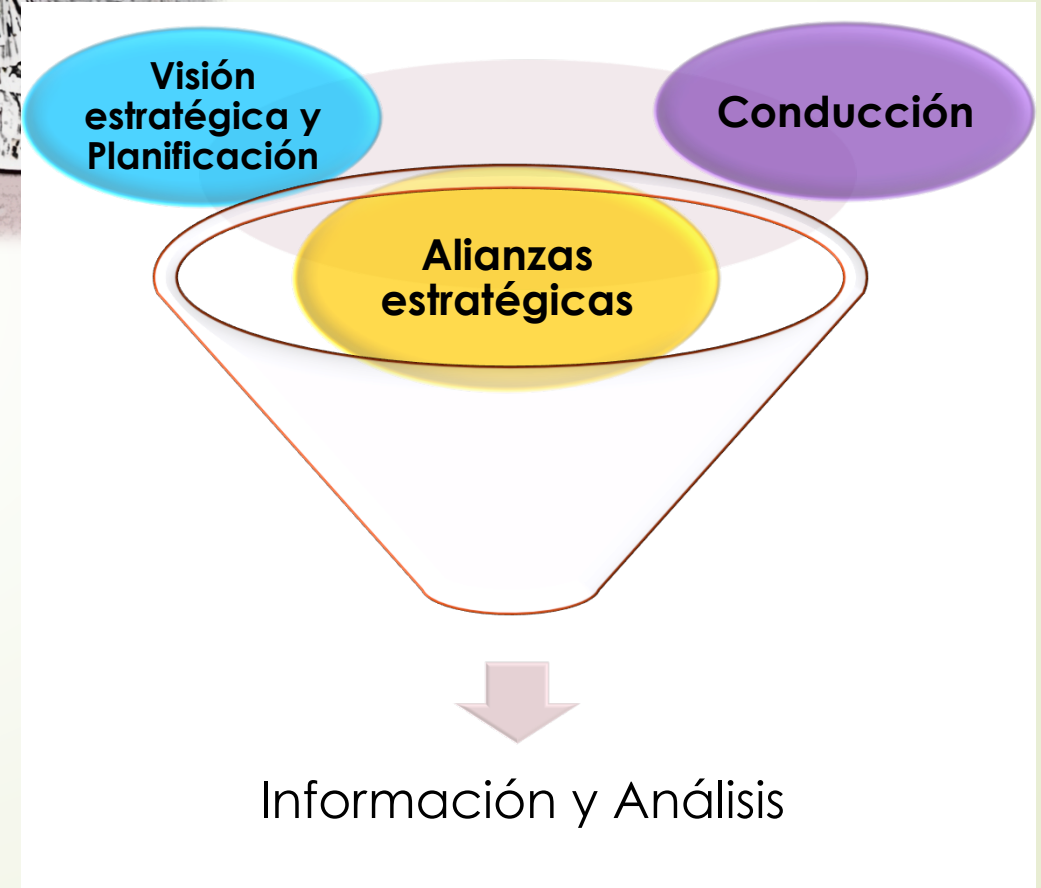 Visión
estratégica y
Planificación
Conducción
Alianzas
estratégicas
Información y Análisis